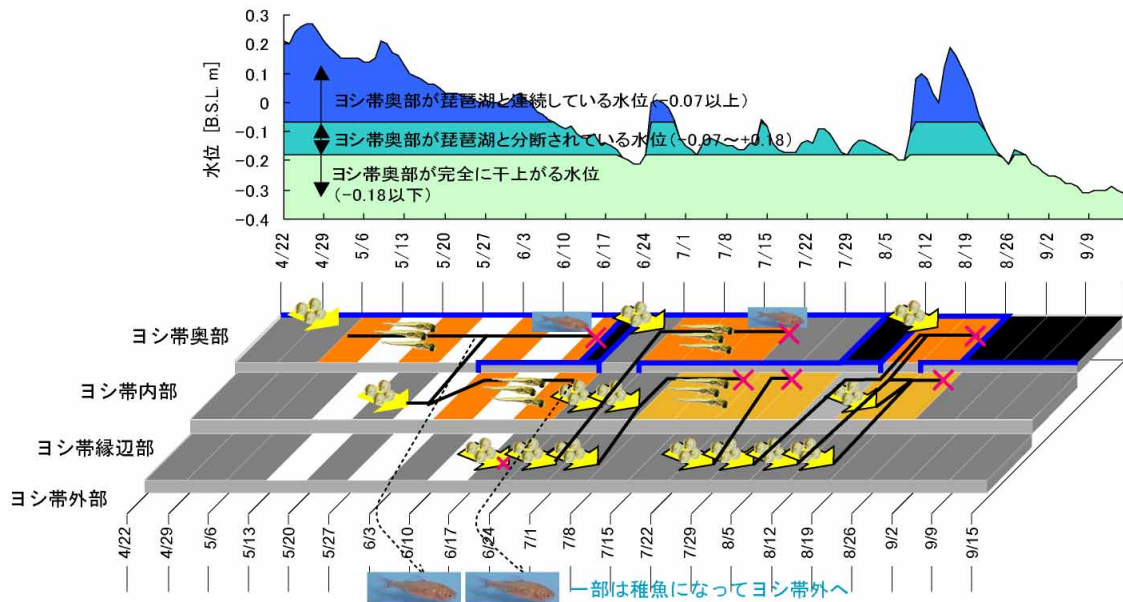 水位 [B.S.L. m]
0.3
0.2
0.1
0
-0.1
-0.2
-0.3
-0.4
ヨシ帯奥部が琵琶湖と連続している水位(-0.07以上)
ヨシ帯奥部が琵琶湖と分断されている水位(-0.07~+0.18)
ヨシ帯奥部が完全に干上がる水位
(-0.18以下)
4/22 4/29 5/6 5/13 5/20 5/27 6/3 6/10 6/17 6/24 7/1 7/8 7/15 7/22 7/29 8/5 8/12 8/19 8/26 9/2 9/9
ヨシ帯奥部
ヨシ帯内部
ヨシ帯縁辺部
ヨシ帯外部
4/22 4/29 5/6 5/13 5/20 5/27 6/3 6/10 6/17 6/24 7/1 7/8 7/15 7/22 7/29 8/5 8/12 8/19 8/26 9/2 9/9 9/15
一部は稚魚になってヨシ帯外へ